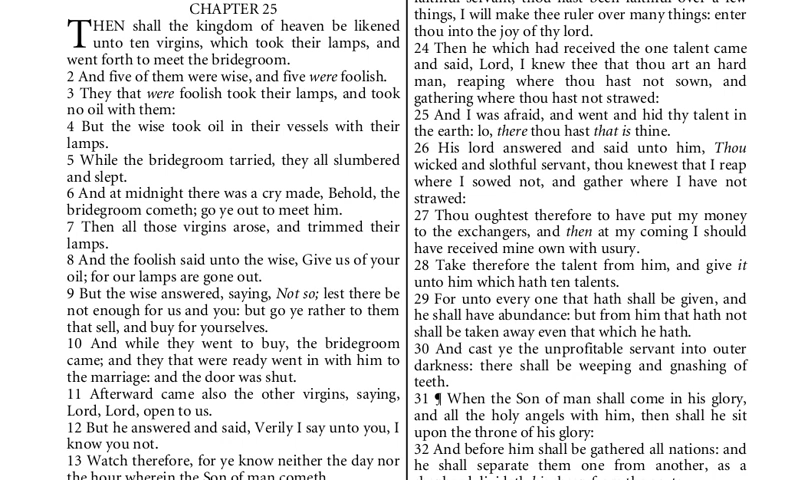 CHAPTER 25
THEN shall the kingdom of heaven be likened
unto ten virgins, which took their lamps, and
went forth to meet the bridegroom.
2 And five of them were wise, and five were foolish.
3 They that were foolish took their lamps, and took
no oil with them:
4 But the wise took oil in their vessels with their
lamps.
5 While the bridegroom tarried, they all slumbered
and slept.
6 And at midnight there was a cry made, Behold, the
bridegroom cometh; go ye out to meet him.
7 Then all those virgins arose, and trimmed their
lamps.
8 And the foolish said unto the wise, Give us of your
oil; for our lamps are gone out.
9 But the wise answered, saying, Not so; lest there be
not enough for us and you: but go ye rather to them
that sell, and buy for yourselves.
10 And while they went to buy, the bridegroom
came; and they that were ready went in with him to
the marriage: and the door was shut.
11 Afterward came also the other virgins, saying,
Lord, Lord, open to us.
12 But he answered and said, Verily I say unto you, I
know you not.
13 Watch therefore, for ye know neither the day nor
the hour wherein the Son of man cometh
things, I will make thee ruler over many things: enter
thou into the joy of thy lord.
24 Then he which had received the one talent came
and said, Lord, I knew thee that thou art an hard
man, reaping where thou hast not sown, and
gathering where thou hast not strawed:
25 And I was afraid, and went and hid thy talent in
the earth: lo, there thou hast that is thine.
26 His lord answered and said unto him, Thou
wicked and slothful servant, thou knewest that I reap
where I sowed not, and gather where I have not
strawed:
27 Thou oughtest therefore to have put my money
to the exchangers, and then at my coming I should
have received mine own with usury.
28 Take therefore the talent from him, and give it
unto him which hath ten talents.
29 For unto every one that hath shall be given, and
he shall have abundance: but from him that hath not
shall be taken away even that which he hath.
30 And cast ye the unprofitable servant into outer
darkness: there shall be weeping and gnashing of
teeth.
31 ¶ When the Son of man shall come in his glory,
and all the holy angels with him, then shall he sit
upon the throne of his glory:
32 And before him shall be gathered all nations: and
he shall separate them one from another, as a